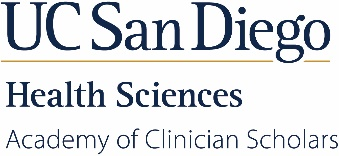 UC San Diego
Health Sciences
Academy of Clinician Scholars